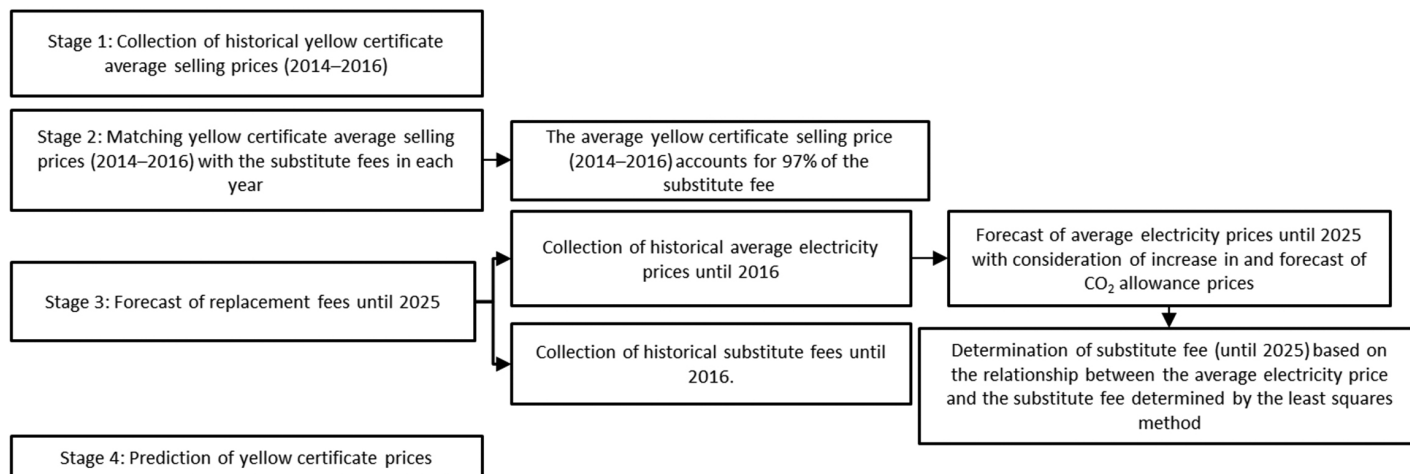 Stage 1: Collection of historical yellow certificate
average selling prices (2014–2016)
Stage 2: Matching yellow certificate average selling
prices (2014–2016) with the substitute fees in each
year
The average yellow certificate selling price
(2014–2016) accounts for 97% of the
substitute fee
Stage 3: Forecast of replacement fees until 2025
Collection of historical average electricity
prices until 2016
Forecast of average electricity prices until 2025
with consideration of increase in and forecast of
CO₂ allowance prices
Collection of historical substitute fees until
2016.
Determination of substitute fee (until 2025) based on
the relationship between the average electricity price
and the substitute fee determined by the least squares
method
Stage 4: Prediction of yellow certificate prices